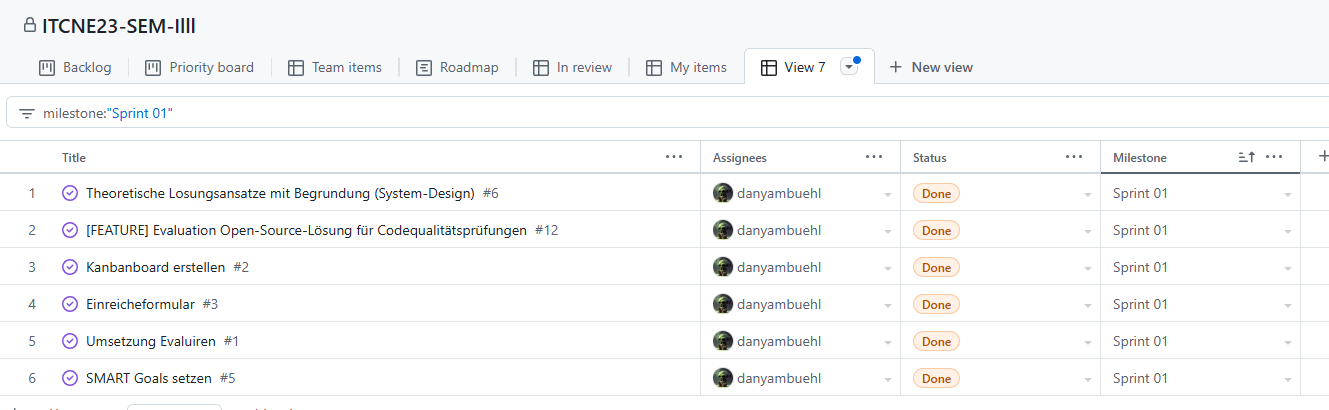 ITCNE23-SEM-IIII
Backlog Priority board Team items Roadmap In review My items View 7 New view
milestone:"Sprint 01"
Title Assignees Status Milestone
1 Theoretische Losungsansatze mit Begrundung (System-Design) #6 danyambuehl Done Sprint 01
2 [FEATURE] Evaluation Open-Source-Lösung für Codequalitätsprüfungen #12 danyambuehl Done Sprint 01
3 Kanbanboard erstellen #2 danyambuehl Done Sprint 01
4 Einreicheformular #3 danyambuehl Done Sprint 01
5 Umsetzung Evaluiren #1 danyambuehl Done Sprint 01
6 SMART Goals setzen #5 danyambuehl Done Sprint 01